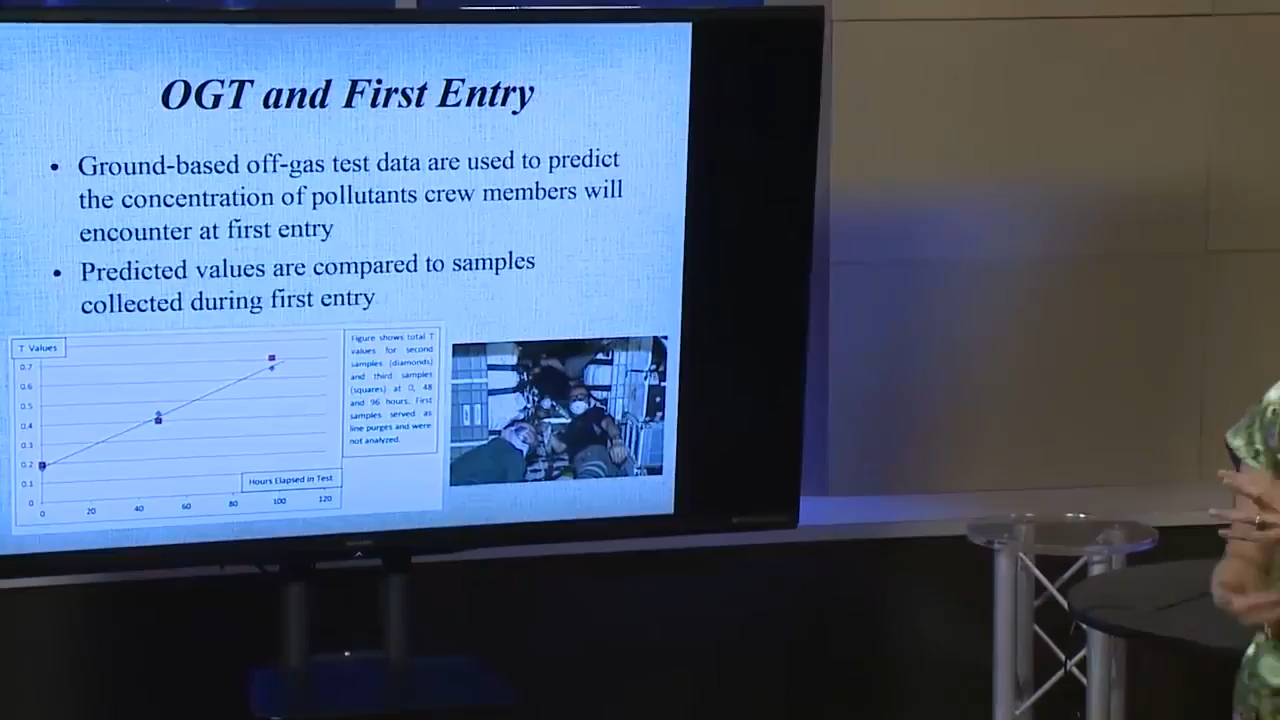 OGT and First Entry
• Ground-based off-gas test data are used to predict
the concentration of pollutants crew members will
encounter at first entry
• Predicted values are compared to samples
collected during first entry
T Values
0.7
0.6
0.5
0.4
0.3
0.2
0.1
0
0 20 40 60 80 100 120
Hours Elapsed in Test
Figure shows total T
values for second
samples (diamonds)
and third samples
(squares) at 0, 48
and 96 hours. First
samples served as
line purges and were
not analyzed.